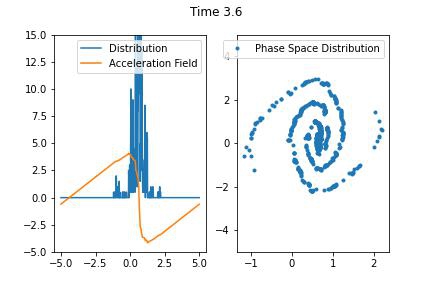 Time 3.6
Distribution
Acceleration Field
15.0
12.5
10.0
7.5
5.0
2.5
0.0
−2.5
−5.0
−5.0 −2.5 0.0 2.5 5.0
Phase Space Distribution
4
2
0
−2
−4
−1 0 1 2